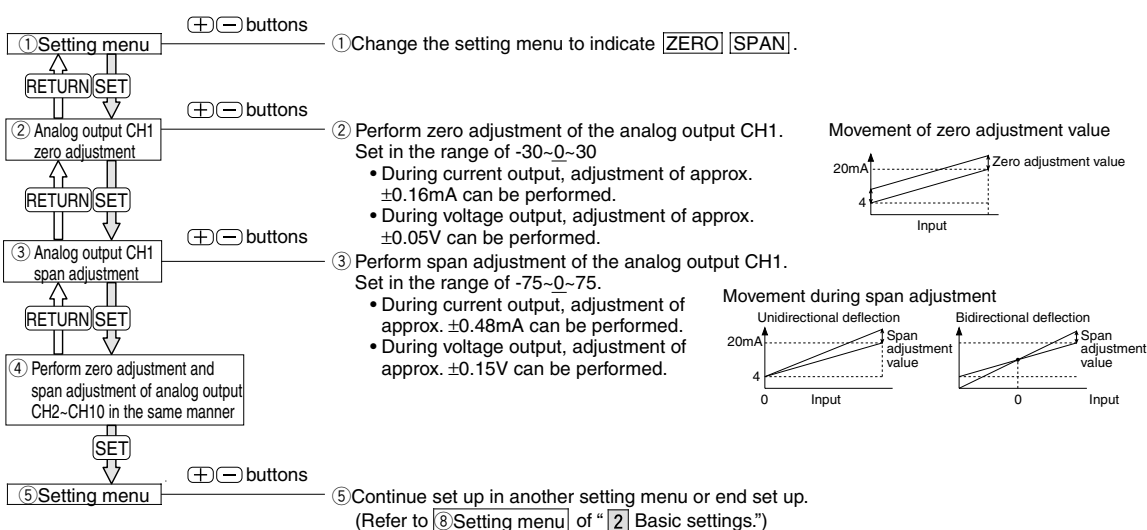 + − buttons
①Setting menu
①Change the setting menu to indicate ZERO SPAN .
RETURN SET
+ − buttons
② Analog output CH1
zero adjustment
② Perform zero adjustment of the analog output CH1.
Set in the range of -30~0~30
• During current output, adjustment of approx.
±0.16mA can be performed.
• During voltage output, adjustment of approx.
±0.05V can be performed.
Movement of zero adjustment value
20mA
4
Zero adjustment value
Input
RETURN SET
+ − buttons
③ Analog output CH1
span adjustment
③ Perform span adjustment of the analog output CH1.
Set in the range of -75~0~75.
• During current output, adjustment of
approx. ±0.48mA can be performed.
• During voltage output, adjustment of
approx. ±0.15V can be performed.
Movement during span adjustment
Unidirectional deflection
20mA
4
Span
adjustment
value
0 Input
Bidirectional deflection
Span
adjustment
value
0 Input
RETURN SET
④ Perform zero adjustment and
span adjustment of analog output
CH2~CH10 in the same manner
SET
+ − buttons
⑤Setting menu
⑤Continue set up in another setting menu or end set up.
(Refer to ⑧Setting menu of “ 2 Basic settings.”)